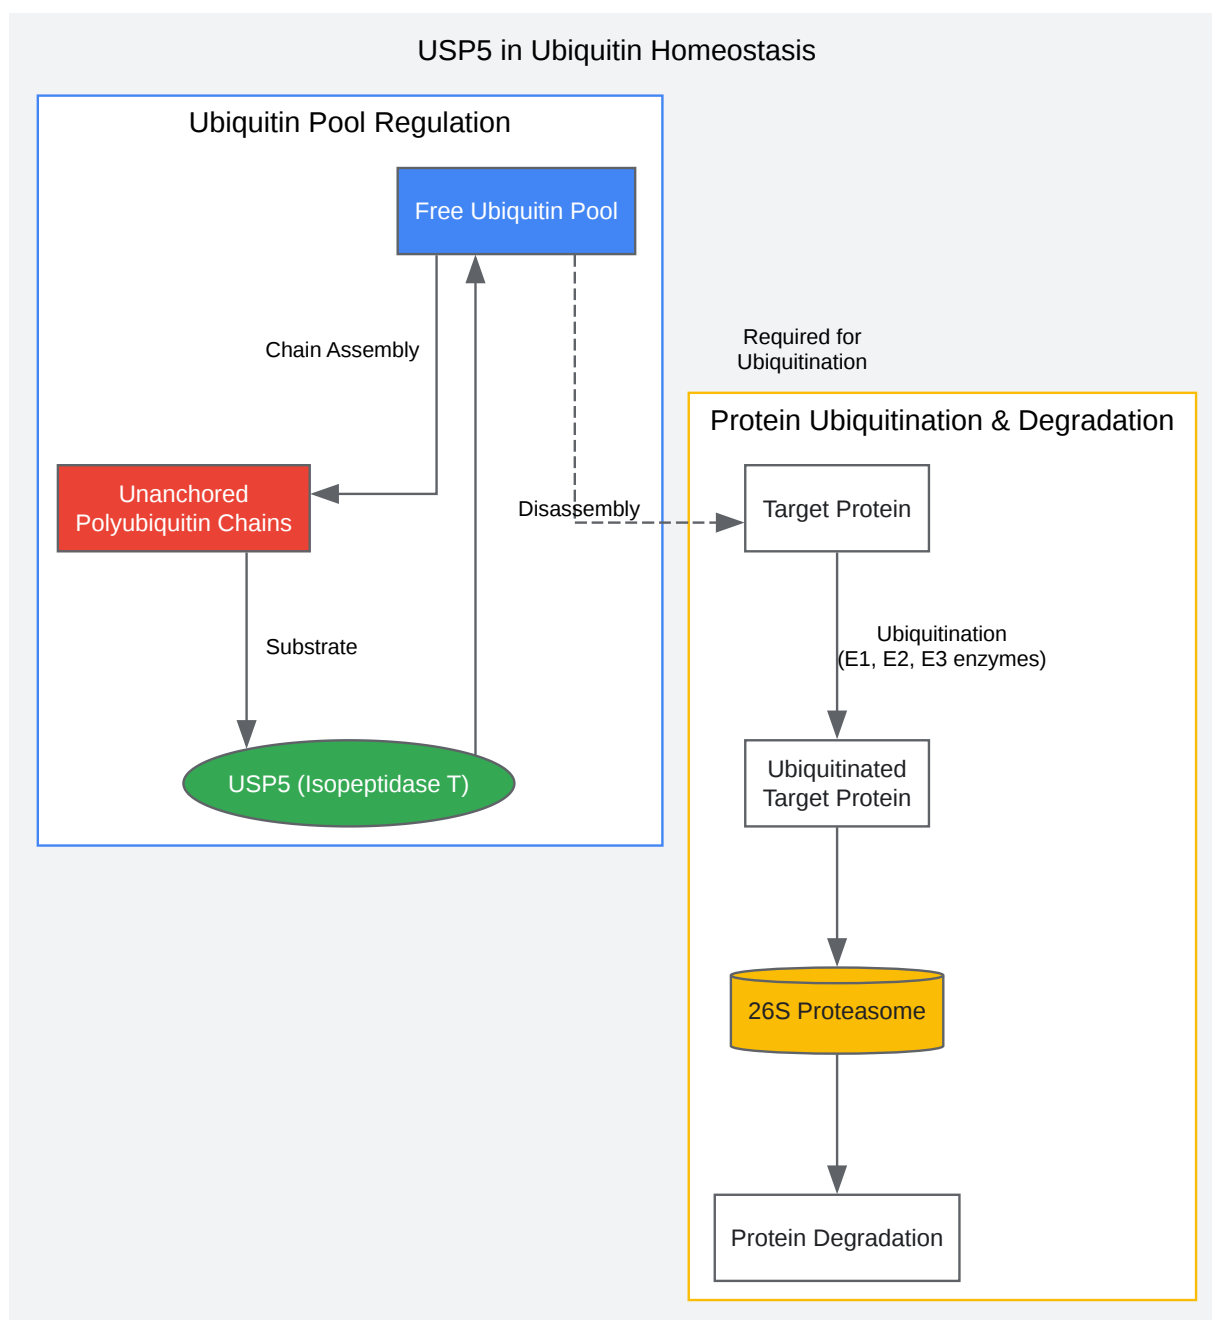 USP5 in Ubiquitin Homeostasis
Ubiquitin Pool Regulation
Free Ubiquitin Pool
Chain Assembly
Required for
Ubiquitination
Protein Ubiquitination & Degradation
Unanchored
Polyubiquitin Chains
Disassembly
Target Protein
Substrate
Ubiquitination
(E1, E2, E3 enzymes)
USP5 (Isopeptidase T)
Ubiquitinated
Target Protein
26S Proteasome
Protein Degradation